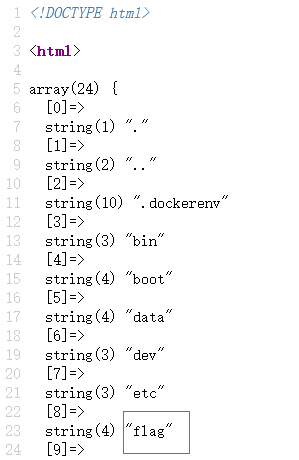 1 <!DOCTYPE html>
2
3 <html>
4
5 array(24) {
6 [0]=>
7 string(1) "."
8 [1]=>
9 string(2) ".."
10 [2]=>
11 string(10) ".dockerenv"
12 [3]=>
13 string(3) "bin"
14 [4]=>
15 string(4) "boot"
16 [5]=>
17 string(4) "data"
18 [6]=>
19 string(3) "dev"
20 [7]=>
21 string(3) "etc"
22 [8]=>
23 string(4) "flag"
24 [9]=>